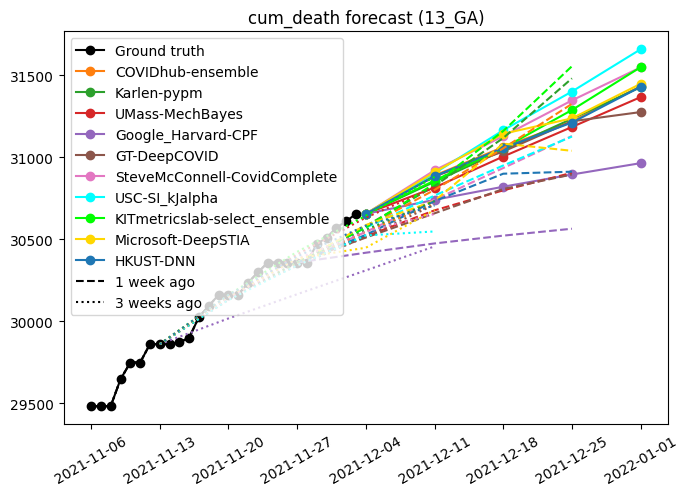 cum_death forecast (13_GA)
31500
31000
30500
30000
29500
Ground truth
COVIDhub-ensemble
Karlen-pypm
UMass-MechBayes
Google_Harvard-CPF
GT-DeepCOVID
SteveMcConnell-CovidComplete
USC-SI_kJalpha
KITmetricslab-select_ensemble
Microsoft-DeepSTIA
HKUST-DNN
1 week ago
3 weeks ago
2021-11-06
2021-11-13
2021-11-20
2021-11-27
2021-12-04
2021-12-11
2021-12-18
2021-12-25
2022-01-01